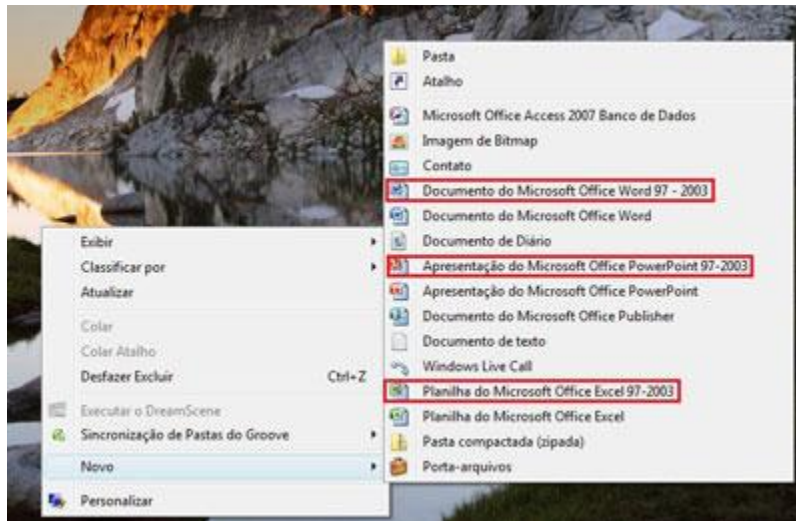 Exibir
Classificar por
Atualizar
Colar
Colar Atalho
Desfazer Excluir Ctrl+Z
Executar o DreamScene
Sincronização de Pastas do Groove
Novo
Personalizar
Pasta
Atalho
Microsoft Office Access 2007 Banco de Dados
Imagem de Bitmap
Contato
Documento do Microsoft Office Word 97 - 2003
Documento do Microsoft Office Word
Documento de Diário
Apresentação do Microsoft Office PowerPoint 97-2003
Apresentação do Microsoft Office PowerPoint
Documento do Microsoft Office Publisher
Documento de texto
Windows Live Call
Planilha do Microsoft Office Excel 97-2003
Planilha do Microsoft Office Excel
Pasta compactada (zipada)
Porta-arquivos